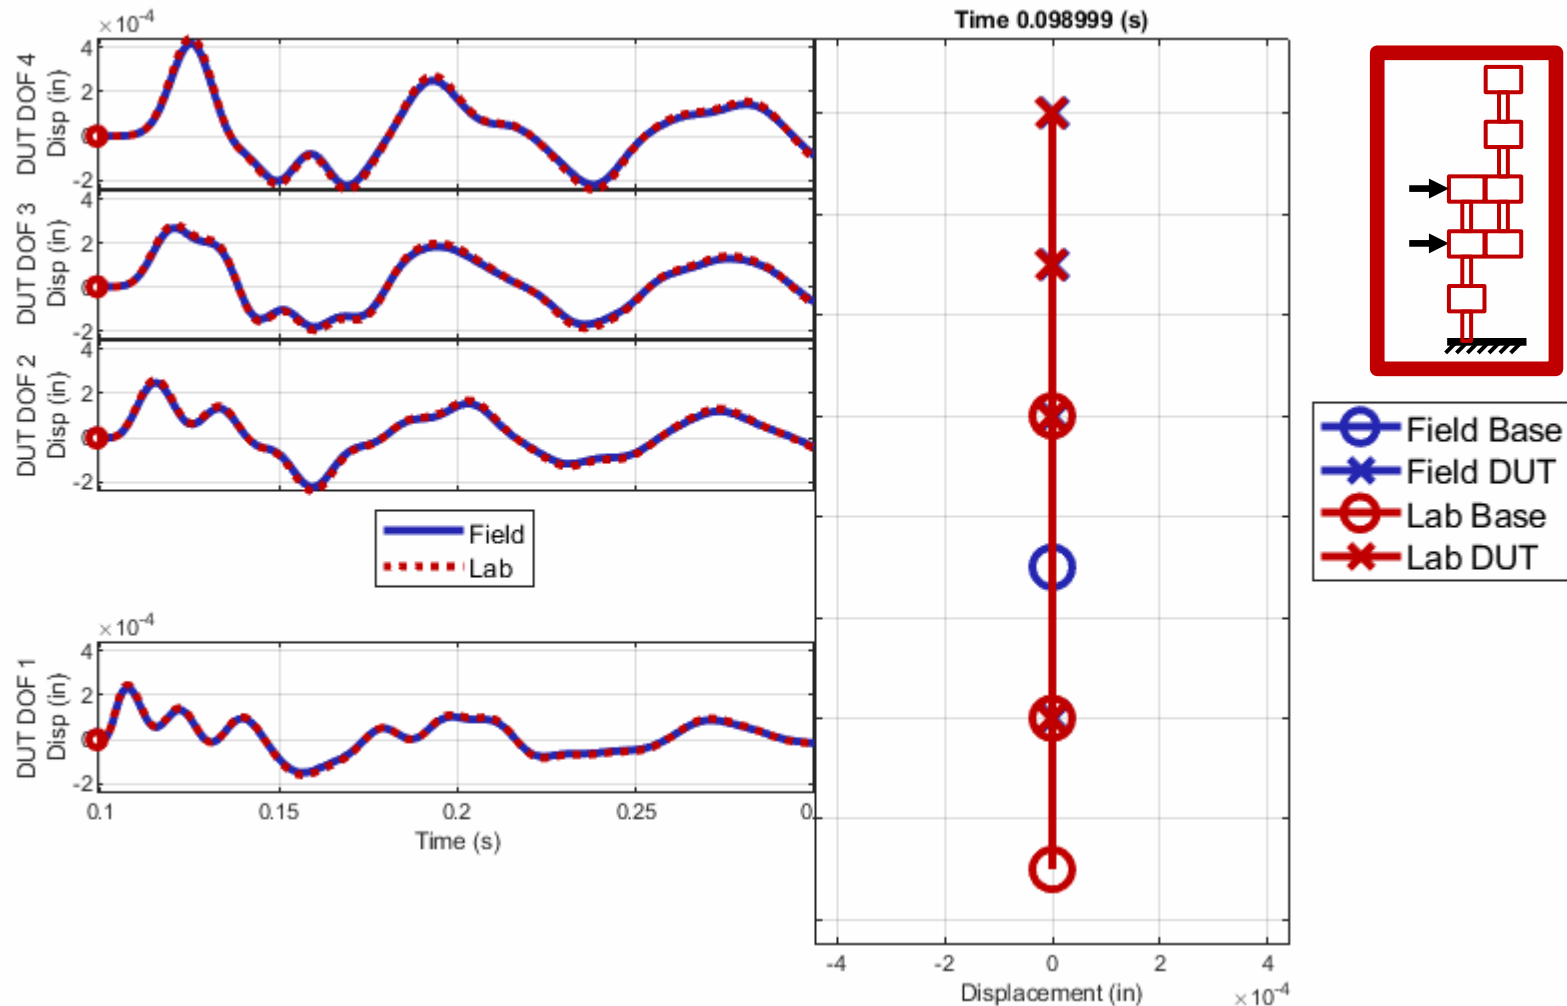 ×10⁻⁴
DUT DOF 4
Disp (in)
4
2
0
-2
DUT DOF 3
Disp (in)
4
2
0
-2
DUT DOF 2
Disp (in)
4
2
0
-2
Field
Lab
×10⁻⁴
DUT DOF 1
Disp (in)
4
2
0
-2
0.1 0.15 0.2 0.25 0.
Time (s)
Time 0.098999 (s)
-4 -2 0 2 4
Displacement (in) ×10⁻⁴
Field Base
Field DUT
Lab Base
Lab DUT